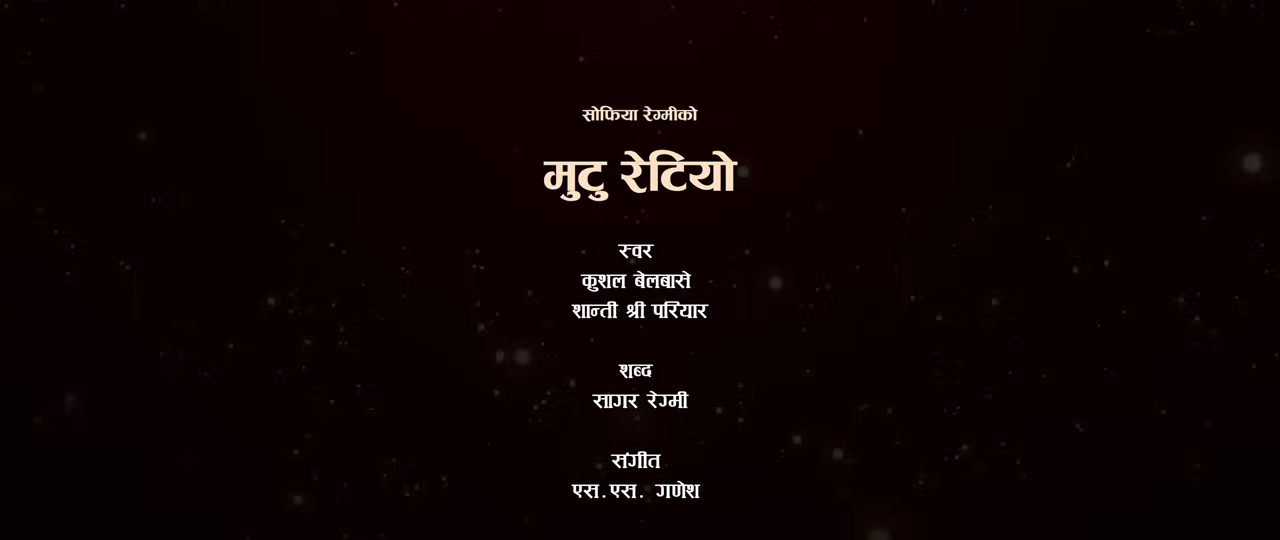 सोफिया रेग्मीको
मुटु रेटियो
स्वर
कुशल बेलबासे
शान्ती श्री परियार
शब्द
सागर रेग्मी
संगीत
एस.एस. गणेश